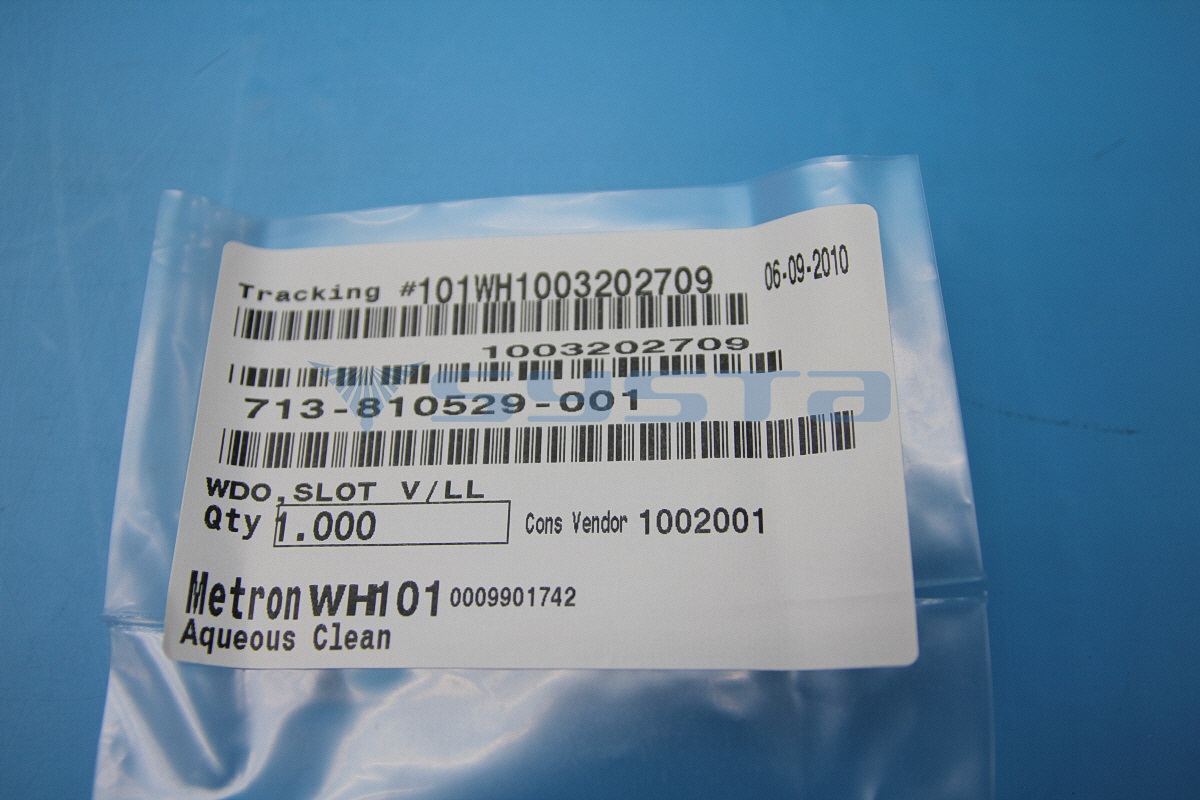 Tracking #101WH1003202709 06-09-2010
1003202709
713-810529-001
WDO,SLOT V/LL
Qty 1.000 Cons Vendor 1002001
Metron WH101 0009901742
Aqueous Clean
systa